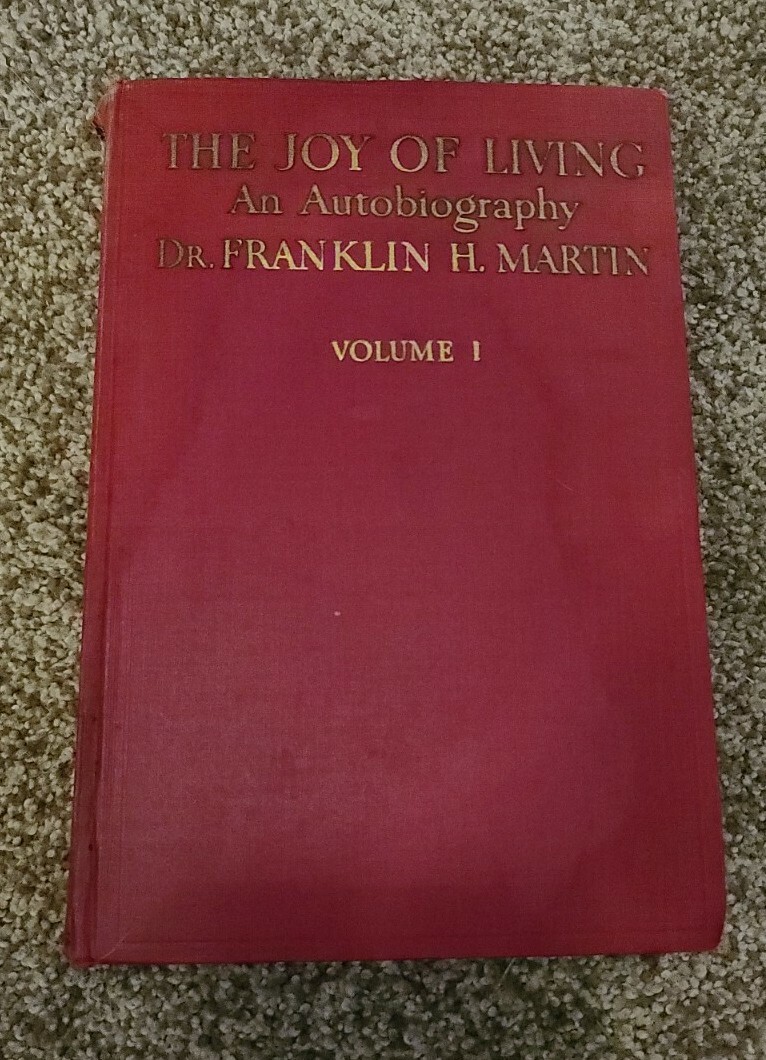 THE JOY OF LIVING
An Autobiography
DR. FRANKLIN H. MARTIN
VOLUME I